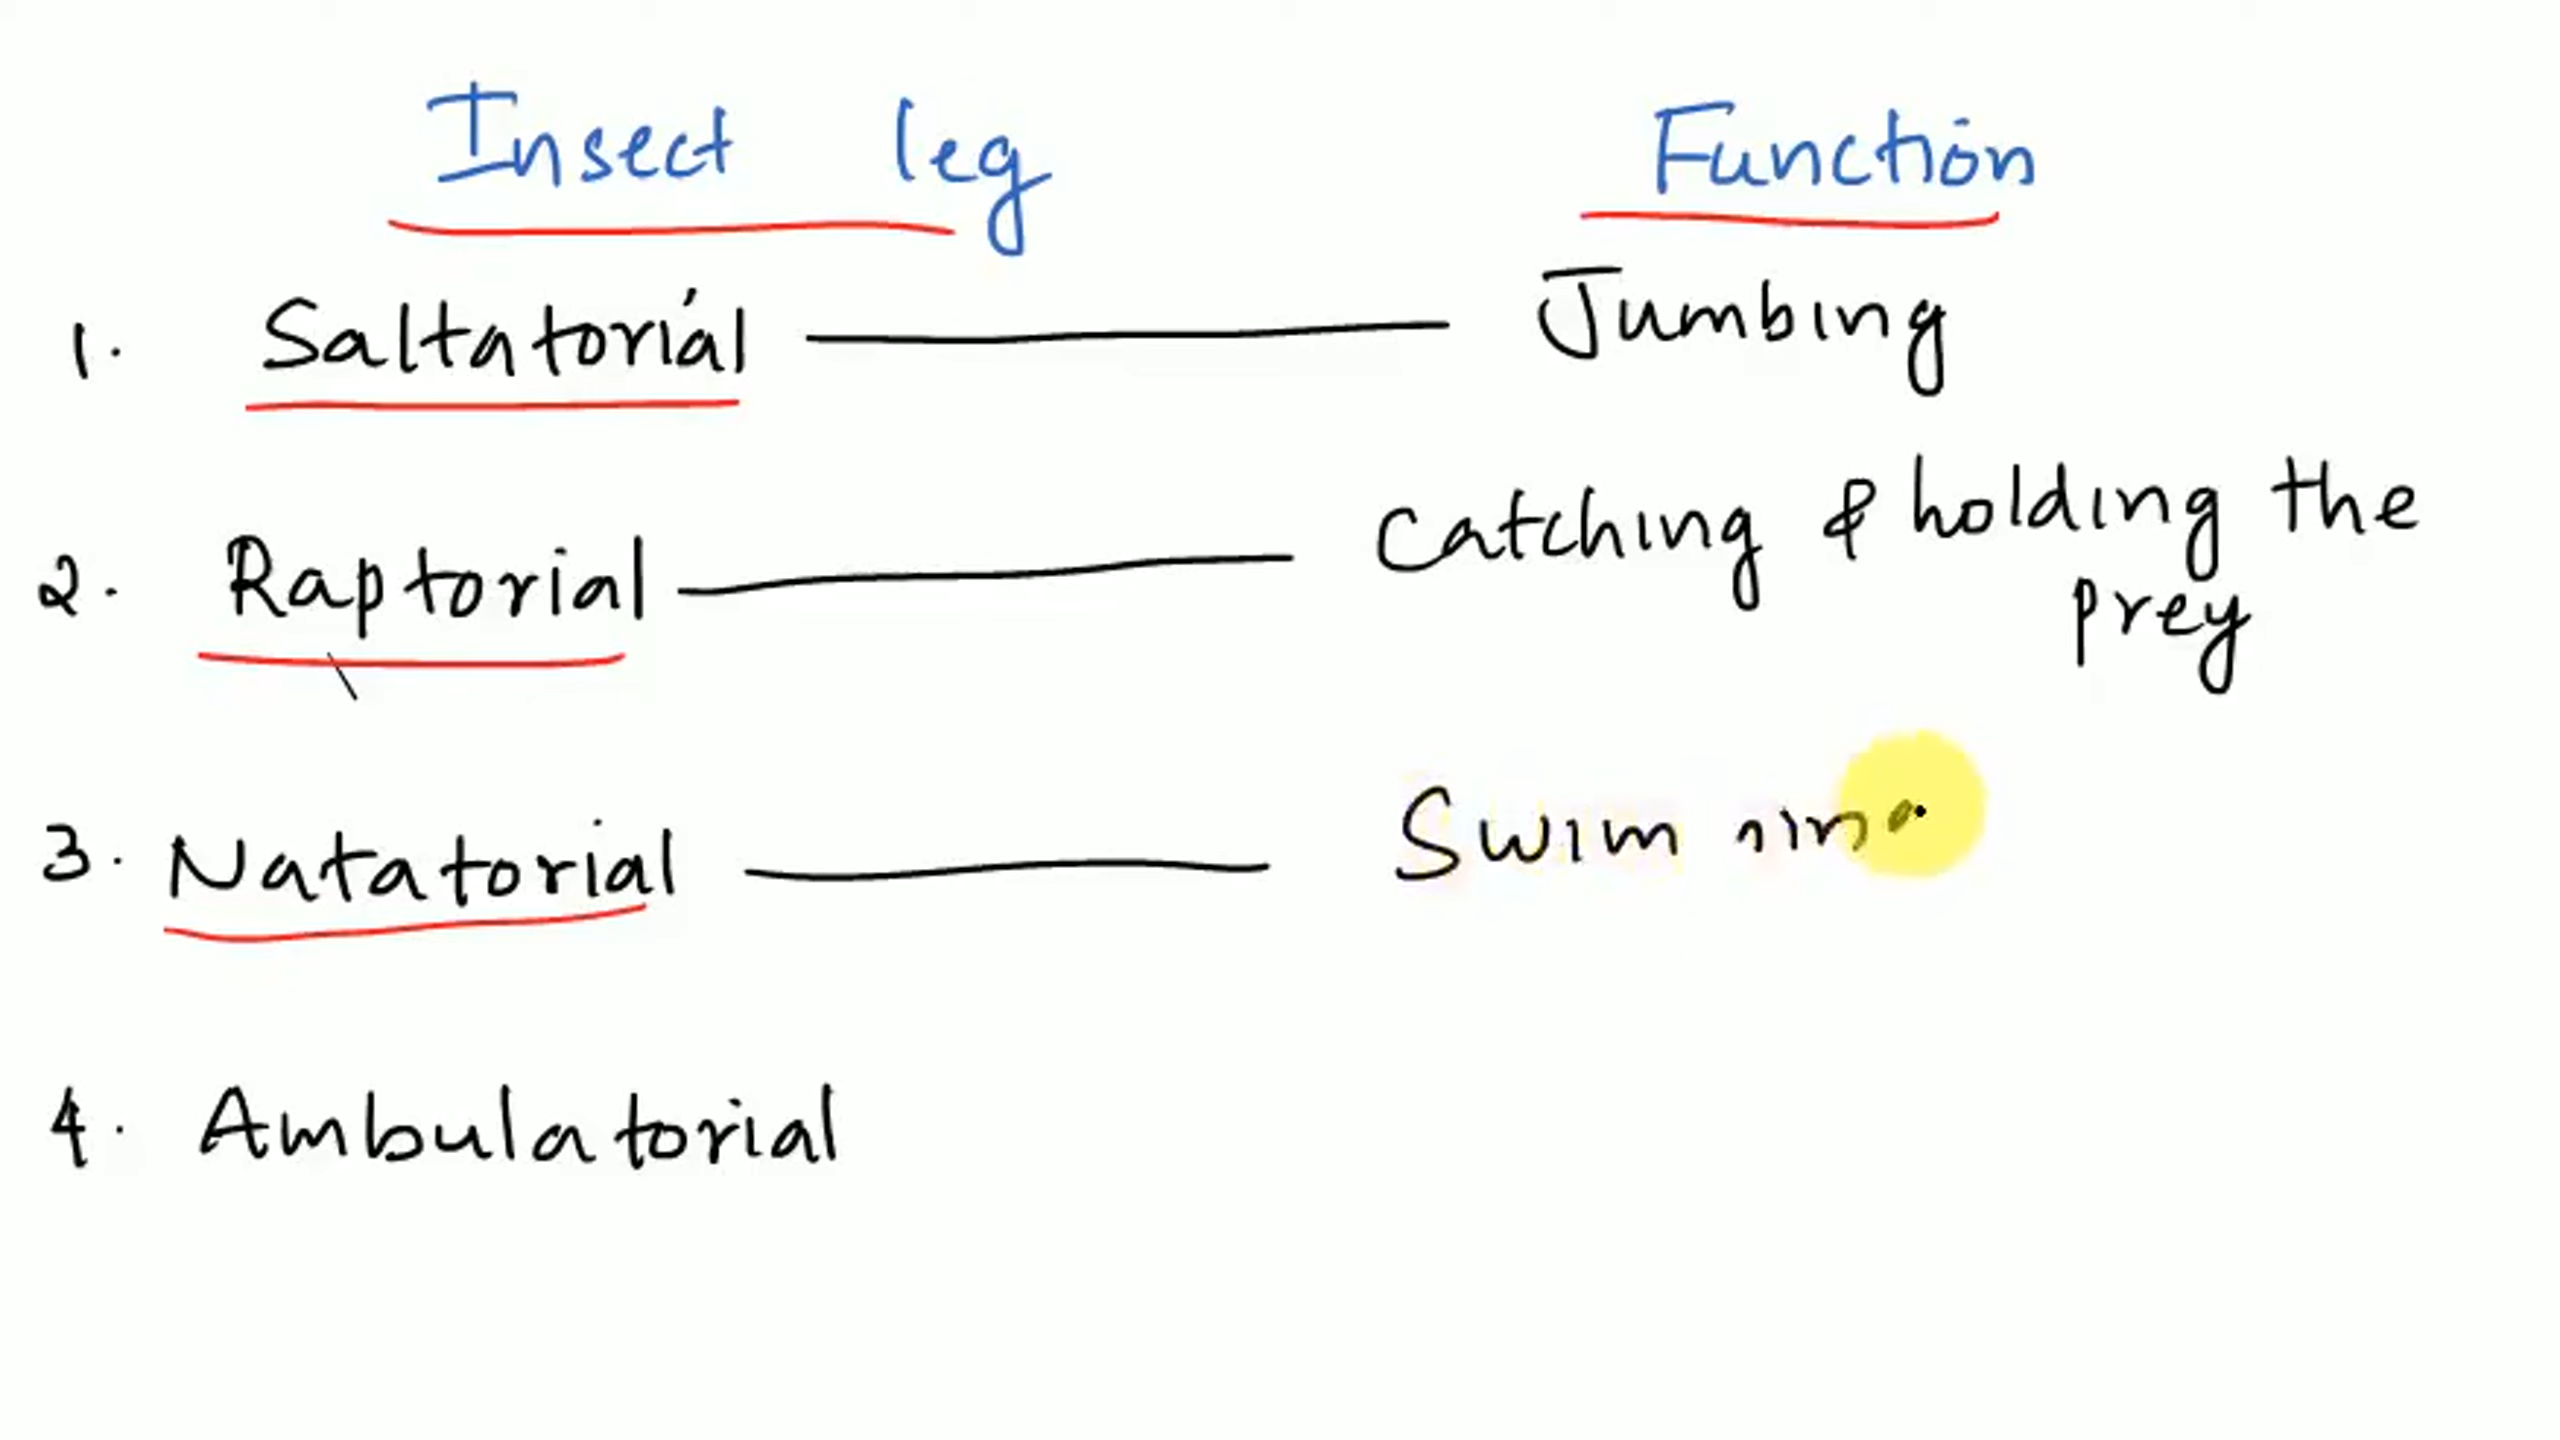 Insect leg Function
1. Saltatorial Jumbing
2. Raptorial Catching & holding the
prey
3. Natatorial Swim
4. Ambulatorial